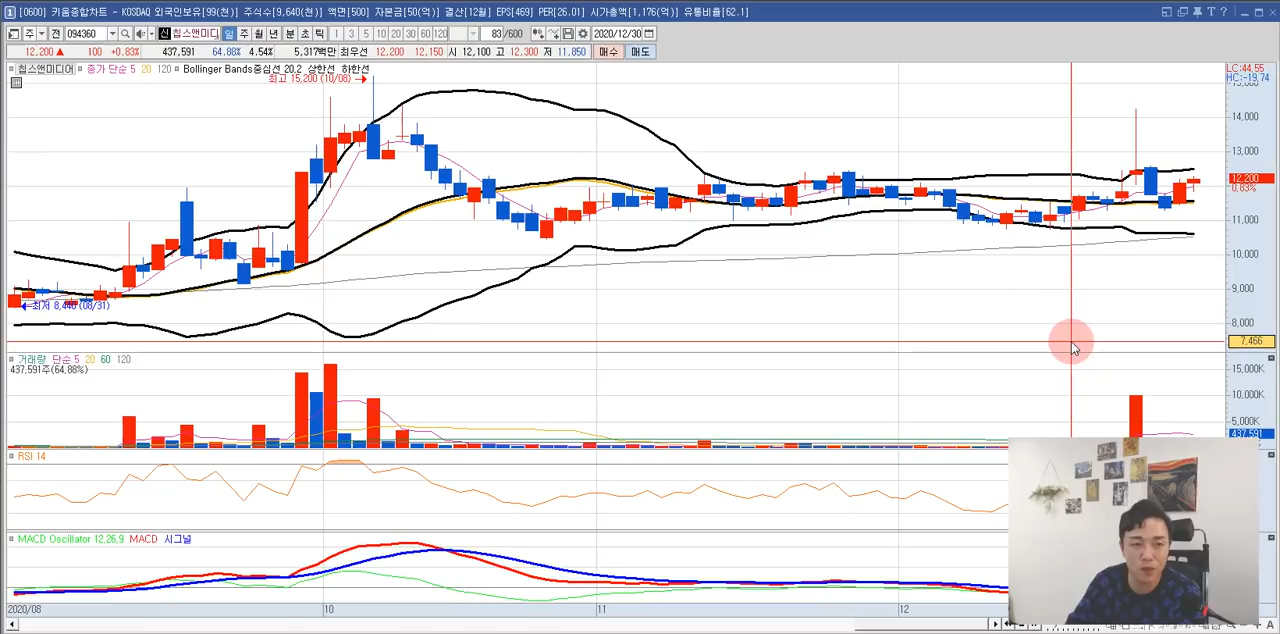 [0600] 키움종합차트 - KOSDAQ 외국인보유[99(천)] 주식수[9,640(천)] 액면[500] 자본금[50(억)] 결산[12월] EPS[469] PER[26.01] 시가총액[1,176(억)] 유통비율[62.1]
주 전 094360 신 칩스앤미디 일 주 월 년 분 초 틱 1 3 5 10 20 30 60 120 83 /600 2020/12/30
12,200 ▲ 100 +0.83% 437,591 64.88% 4.54% 5,317백만 최우선 12,200 12,150 시 12,100 고 12,300 저 11,850 매수 매도
칩스앤미디어 종가 단순 5 20 120 Bollinger Bands중심선 20,2 상한선 하한선
최고 15,200 (10/08) →
LC:44.55
HC:-19.74
15,000
14,000
13,000
12,200
0.83%
11,000
10,000
9,000
←최저 8,440 (08/31)
8,000
7,466
거래량 단순 5 20 60 120
437,591주(64.88%)
15,000K
10,000K
5,000K
437,591
RSI 14
MACD Oscillator 12,26,9 MACD 시그널
2020/08 10 11 12
A